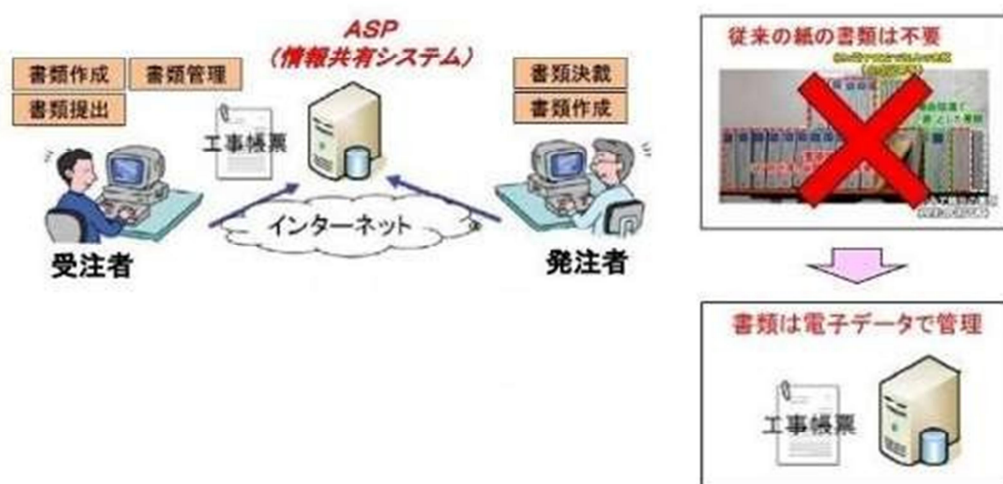 ASP
(情報共有システム)
書類作成
書類管理
書類提出
工事帳票
書類決裁
書類作成
インターネット
受注者
発注者
従来の紙の書類は不要
書類は電子データで管理
工事帳票